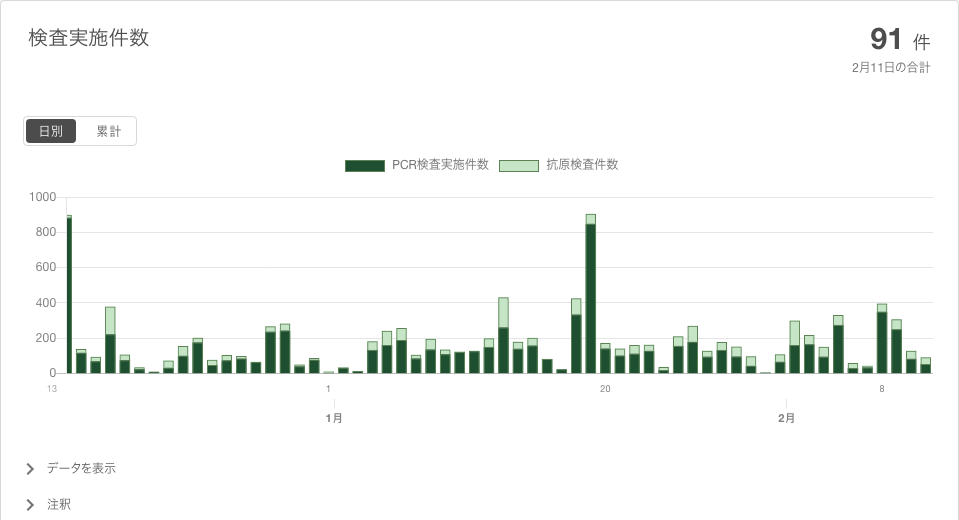 検査実施件数
91 件
2月11日の合計
日別 累計
PCR検査実施件数 抗原検査件数
1000
800
600
400
200
0
13 1 20 8
1月 2月
データを表示
注釈